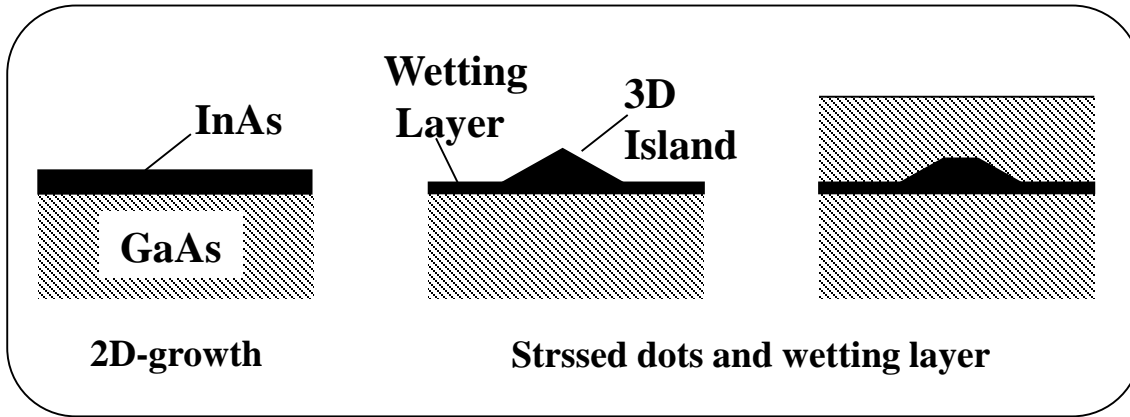 InAs
GaAs
2D-growth
Wetting
Layer
3D
Island
Strssed dots and wetting layer